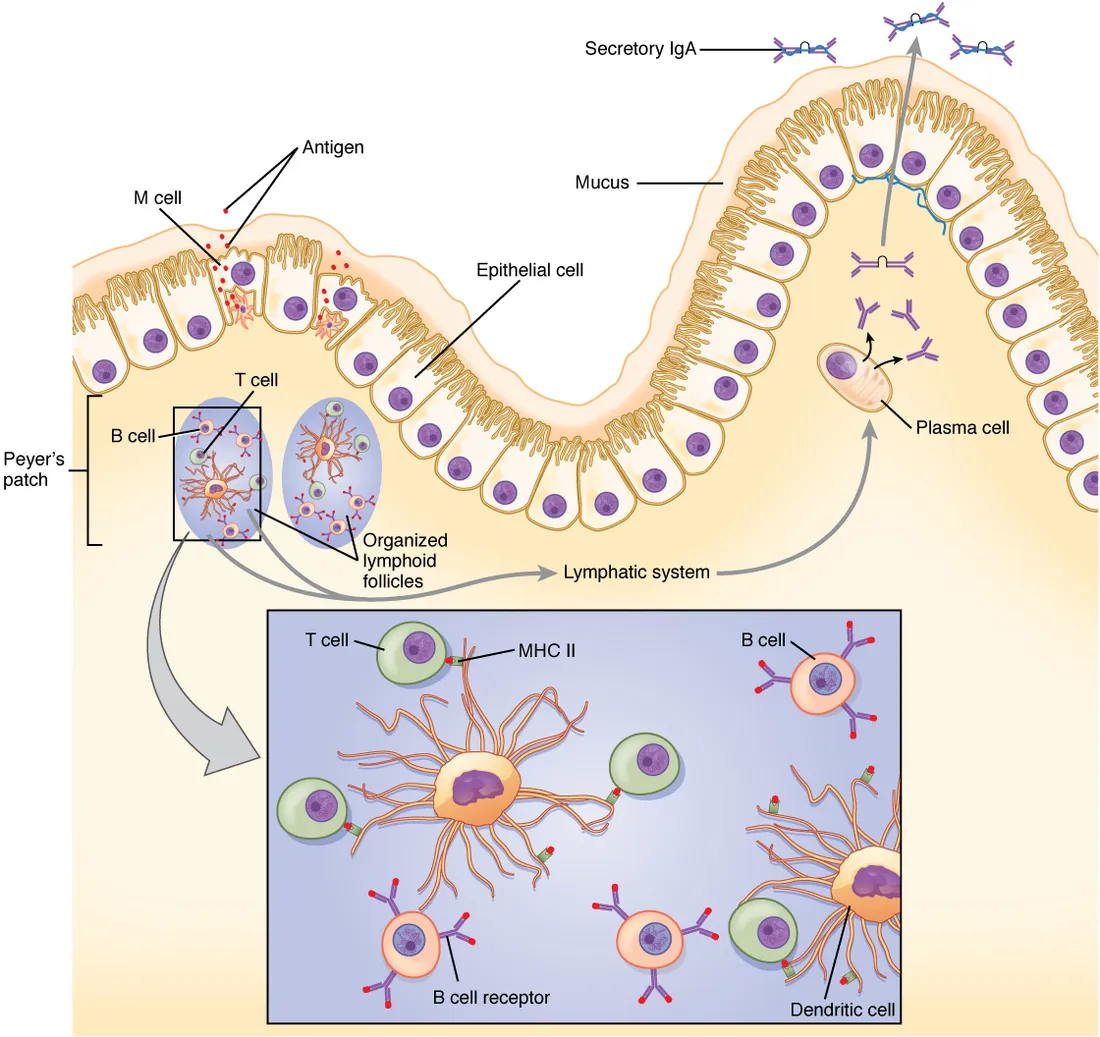 Secretory IgA
Antigen
M cell
Mucus
Epithelial cell
T cell
B cell
Plasma cell
Peyer's
patch
Organized
lymphoid
follicles
Lymphatic system
T cell
MHC II
B cell
B cell receptor
Dendritic cell